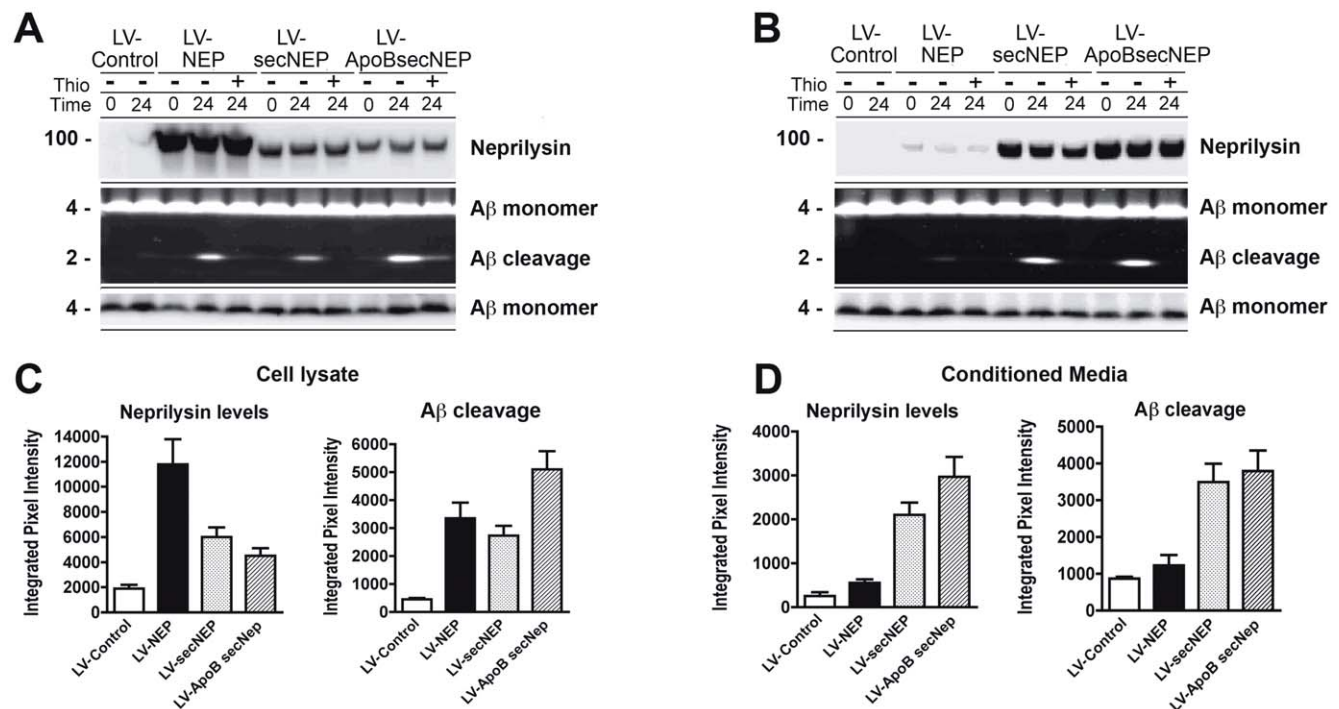 A
LV-Control LV-NEP LV-secNEP LV-ApoBsecNEP
Thio - - - - + - - + - - +
Time 0 24 0 24 24 0 24 24 0 24 24
100 - Neprilysin
4 - Aβ monomer
2 - Aβ cleavage
4 - Aβ monomer
B
LV-Control LV-NEP LV-secNEP LV-ApoBsecNEP
Thio - - - - + - - + - - +
Time 0 24 0 24 24 0 24 24 0 24 24
100 - Neprilysin
4 - Aβ monomer
2 - Aβ cleavage
4 - Aβ monomer
C
Cell lysate
Neprilysin levels
Integrated Pixel Intensity
14000
12000
10000
8000
6000
4000
2000
0
LV-Control
LV-NEP
LV-secNEP
LV-ApoB secNep
Aβ cleavage
Integrated Pixel Intensity
6000
5000
4000
3000
2000
1000
0
LV-Control
LV-NEP
LV-secNEP
LV-ApoB secNep
D
Conditioned Media
Neprilysin levels
Integrated Pixel Intensity
4000
3000
2000
1000
0
LV-Control
LV-NEP
LV-secNEP
LV-ApoB secNep
Aβ cleavage
Integrated Pixel Intensity
5000
4000
3000
2000
1000
0
LV-Control
LV-NEP
LV-secNEP
LV-ApoB secNep